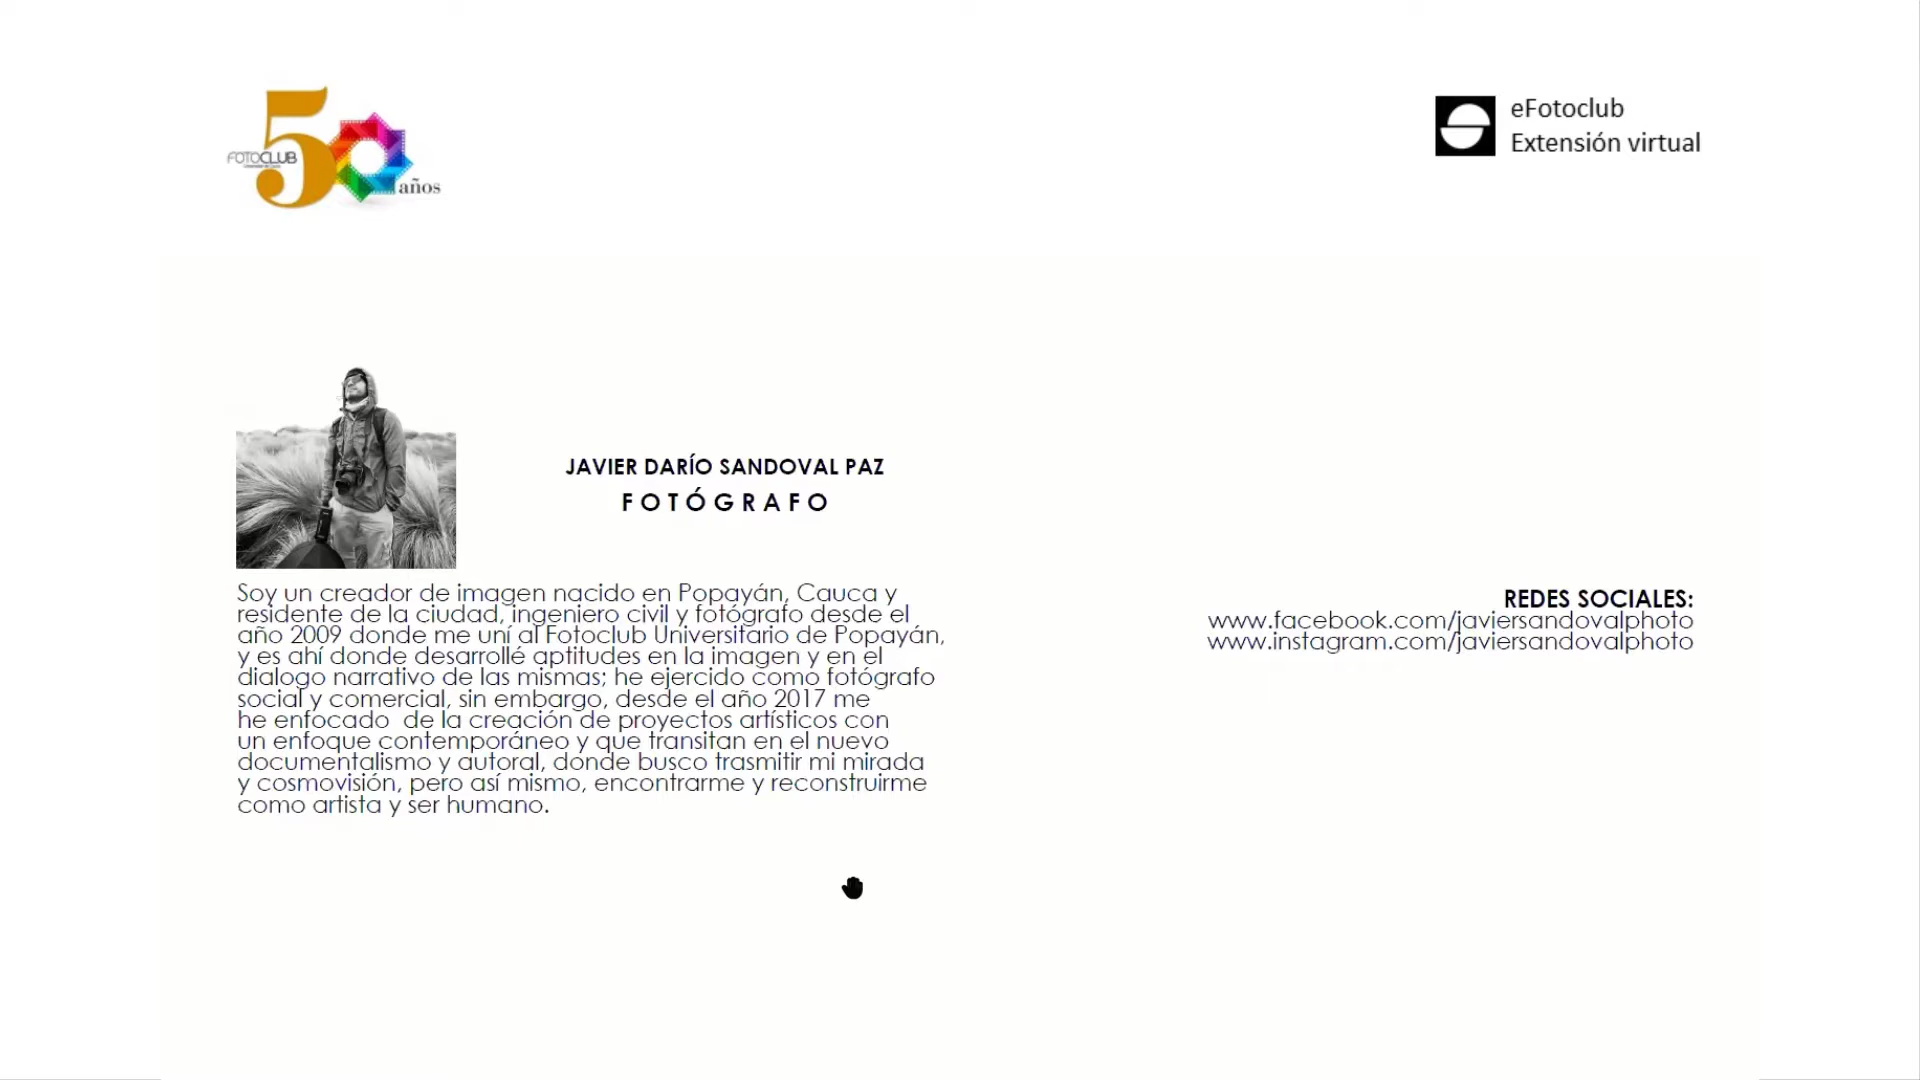 50
FOTOCLUB
años
eFotoclub
Extensión virtual
JAVIER DARÍO SANDOVAL PAZ
FOTÓGRAFO
Soy un creador de imagen nacido en Popayán, Cauca y
residente de la ciudad, ingeniero civil y fotógrafo desde el
año 2009 donde me uní al Fotoclub Universitario de Popayán,
y es ahí donde desarrollé aptitudes en la imagen y en el
dialogo narrativo de las mismas; he ejercido como fotógrafo
social y comercial, sin embargo, desde el año 2017 me
he enfocado  de la creación de proyectos artísticos con
un enfoque contemporáneo y que transitan en el nuevo
documentalismo y autoral, donde busco trasmitir mi mirada
y cosmovisión, pero así mismo, encontrarme y reconstruirme
como artista y ser humano.
REDES SOCIALES:
www.facebook.com/javiersandovalphoto
www.instagram.com/javiersandovalphoto